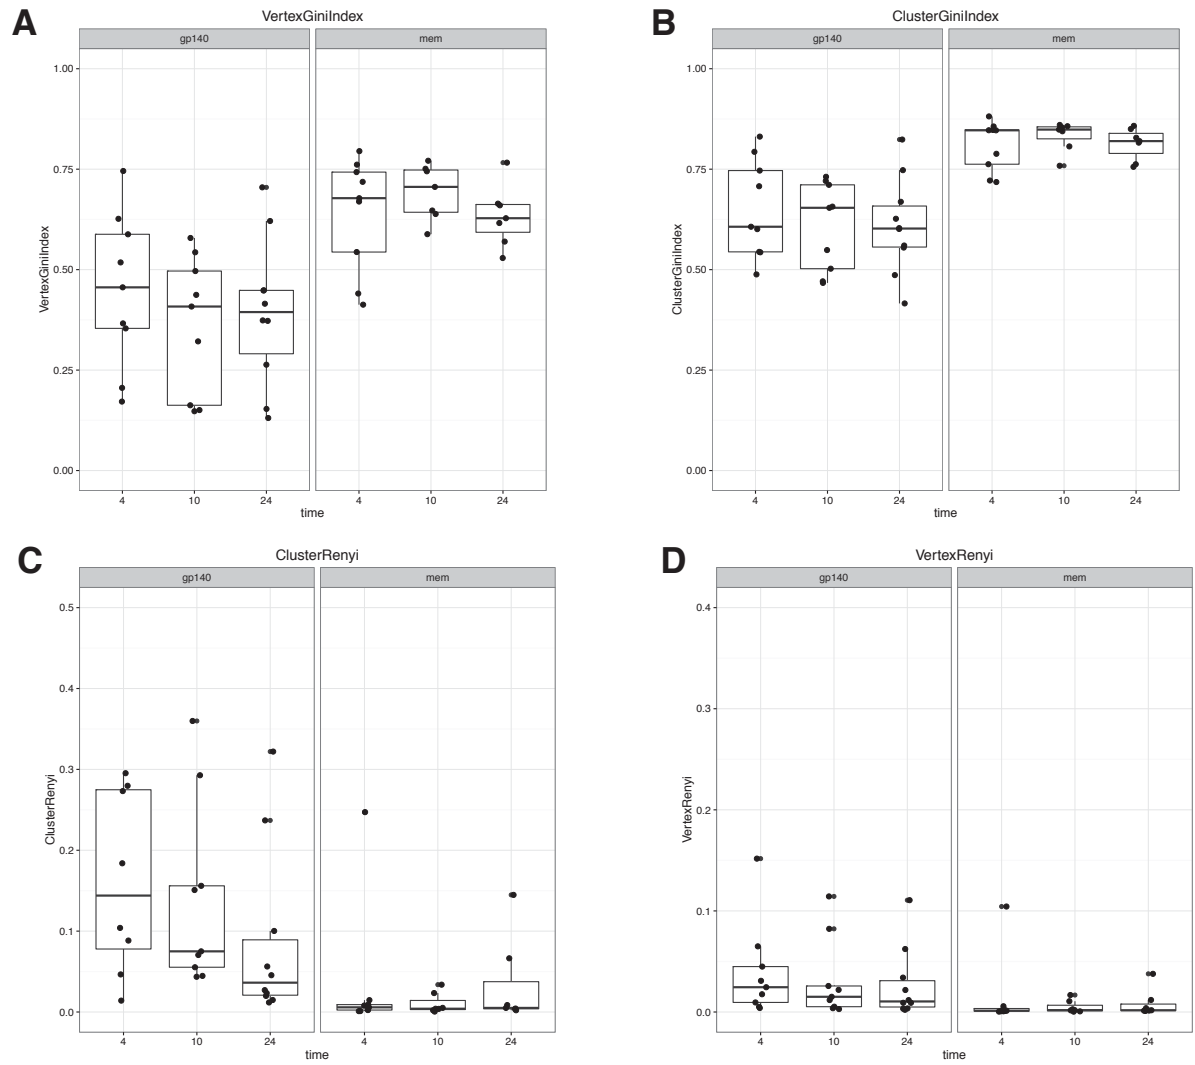 A
VertexGiniIndex
gp140
mem
VertexGiniIndex
1.00
0.75
0.50
0.25
0.00
4
10
24
4
10
24
time
B
ClusterGiniIndex
gp140
mem
ClusterGiniIndex
1.00
0.75
0.50
0.25
0.00
4
10
24
4
10
24
time
C
ClusterRenyi
gp140
mem
ClusterRenyi
0.5
0.4
0.3
0.2
0.1
0.0
4
10
24
4
10
24
time
D
VertexRenyi
gp140
mem
VertexRenyi
0.4
0.3
0.2
0.1
0.0
4
10
24
4
10
24
time